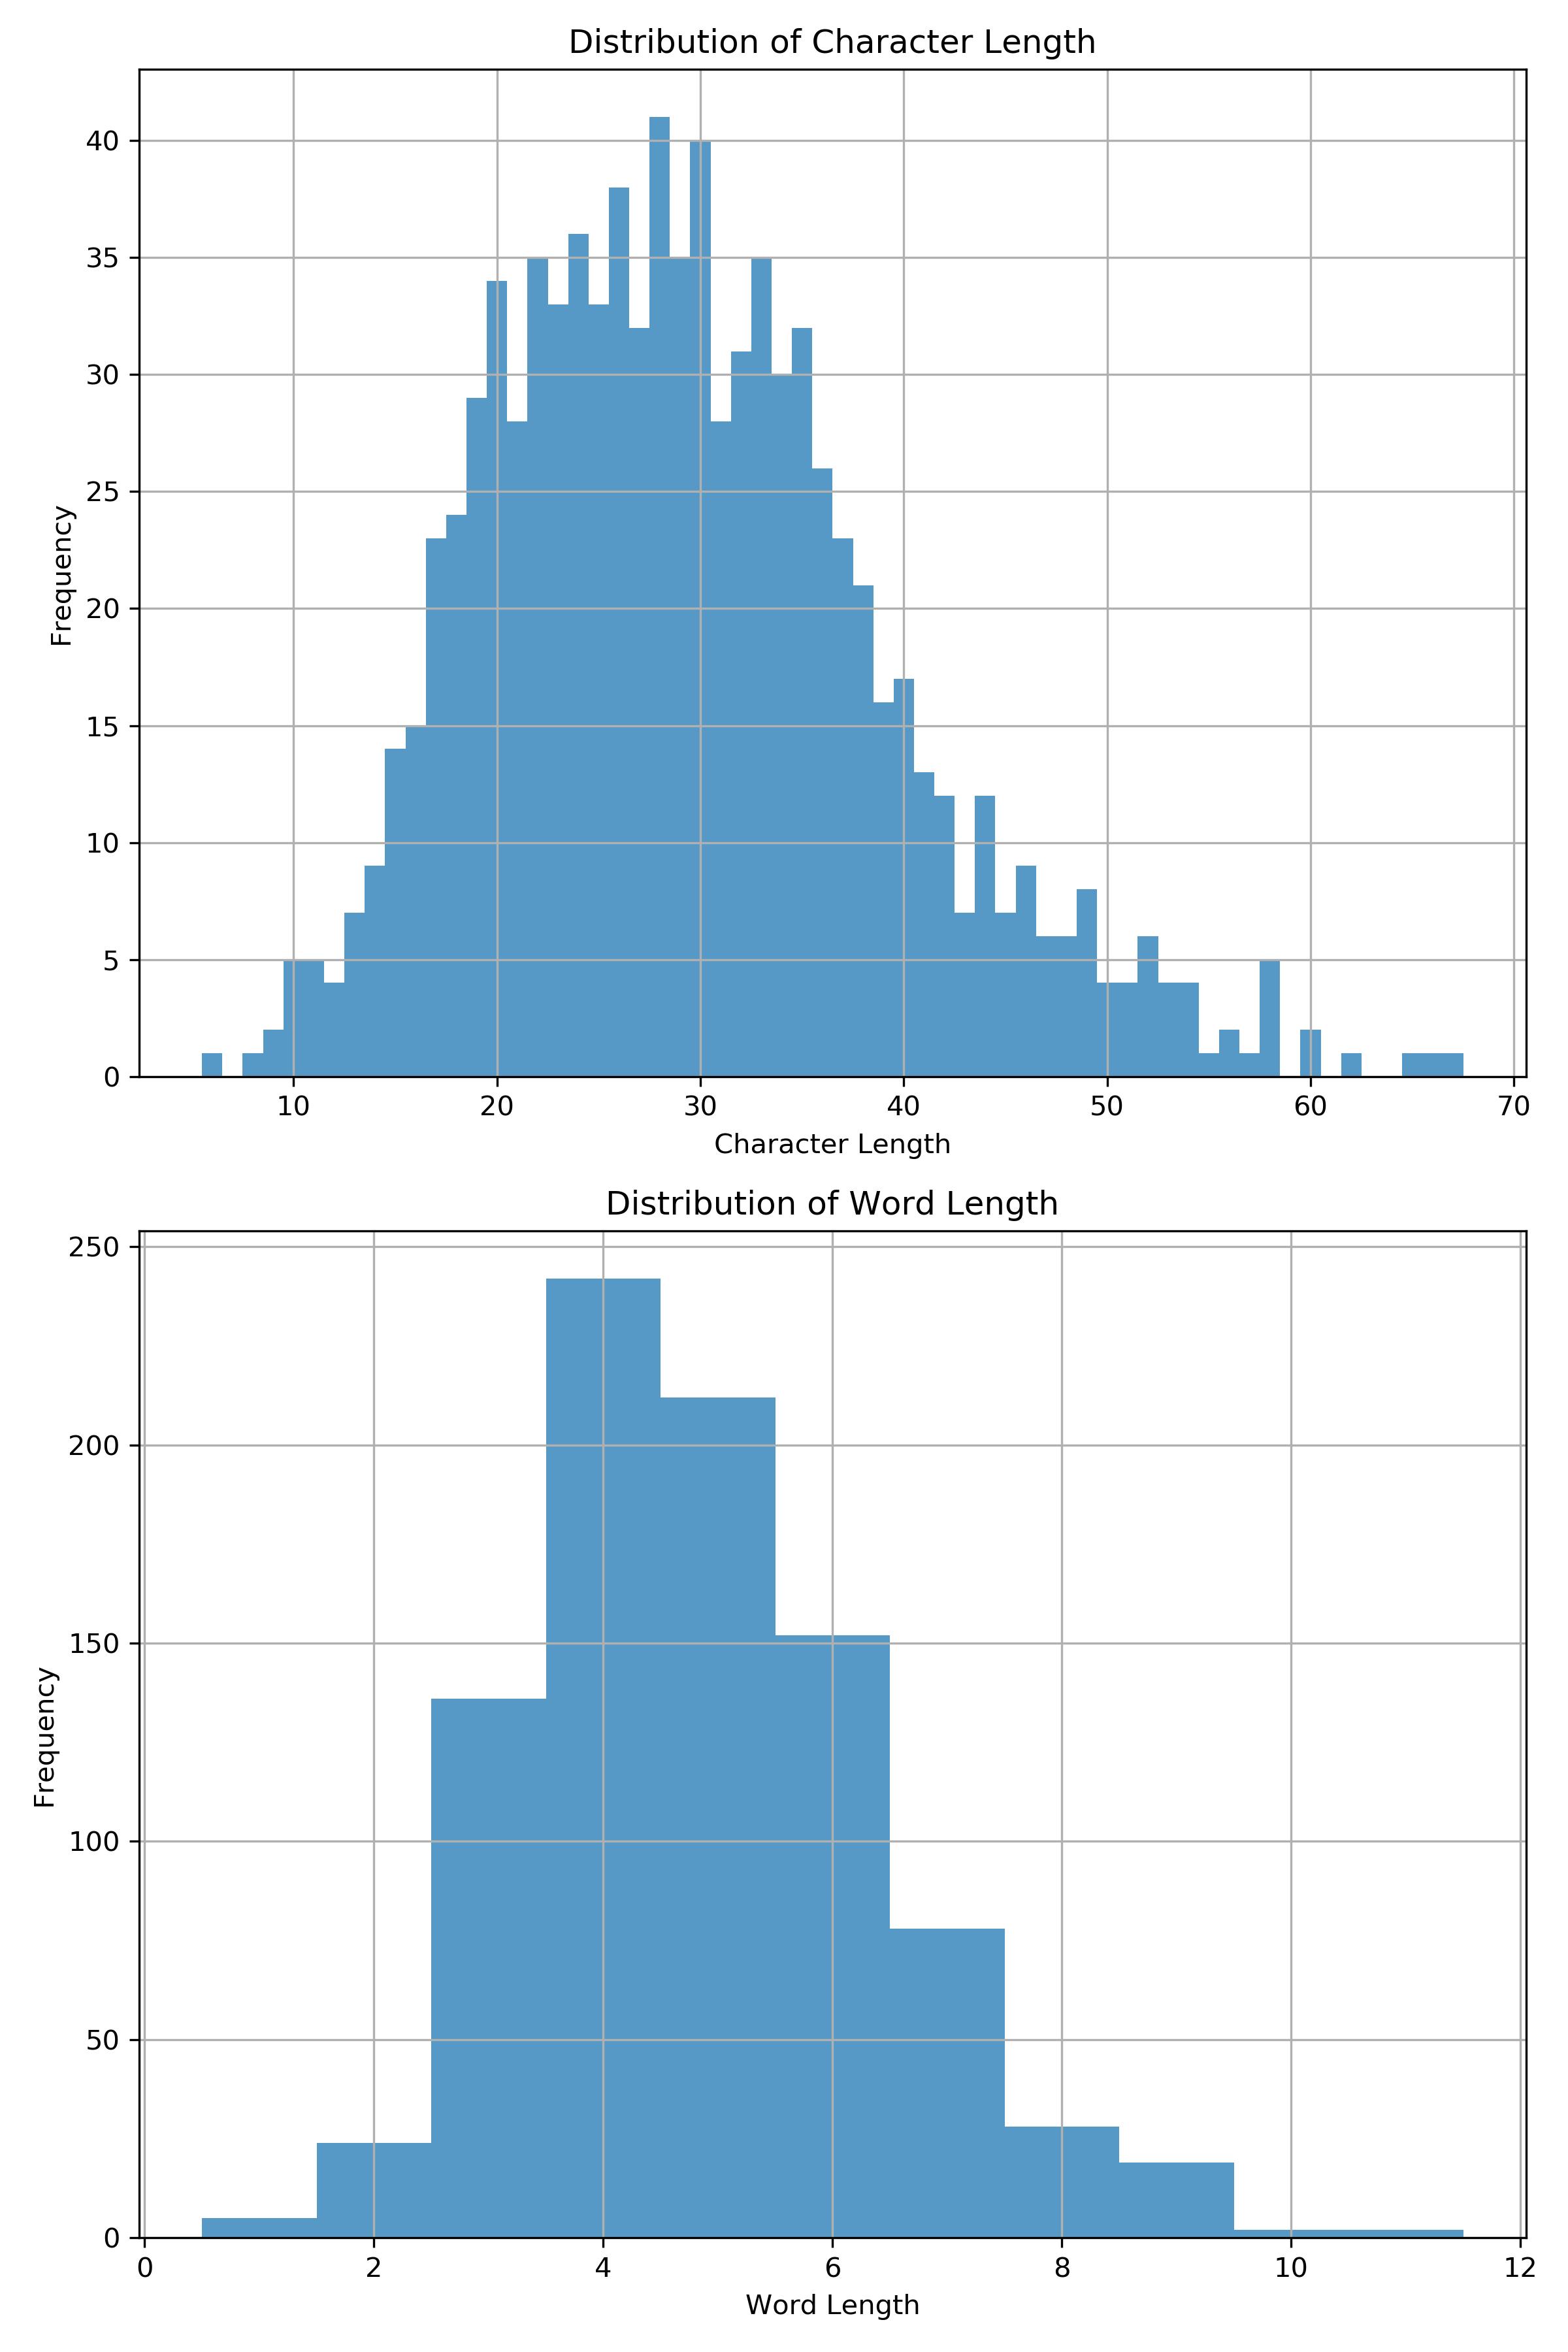 Distribution of Character Length
40
35
30
25
20
15
10
5
0
Frequency
10 20 30 40 50 60 70
Character Length
Distribution of Word Length
250
200
150
100
50
0
Frequency
0 2 4 6 8 10 12
Word Length